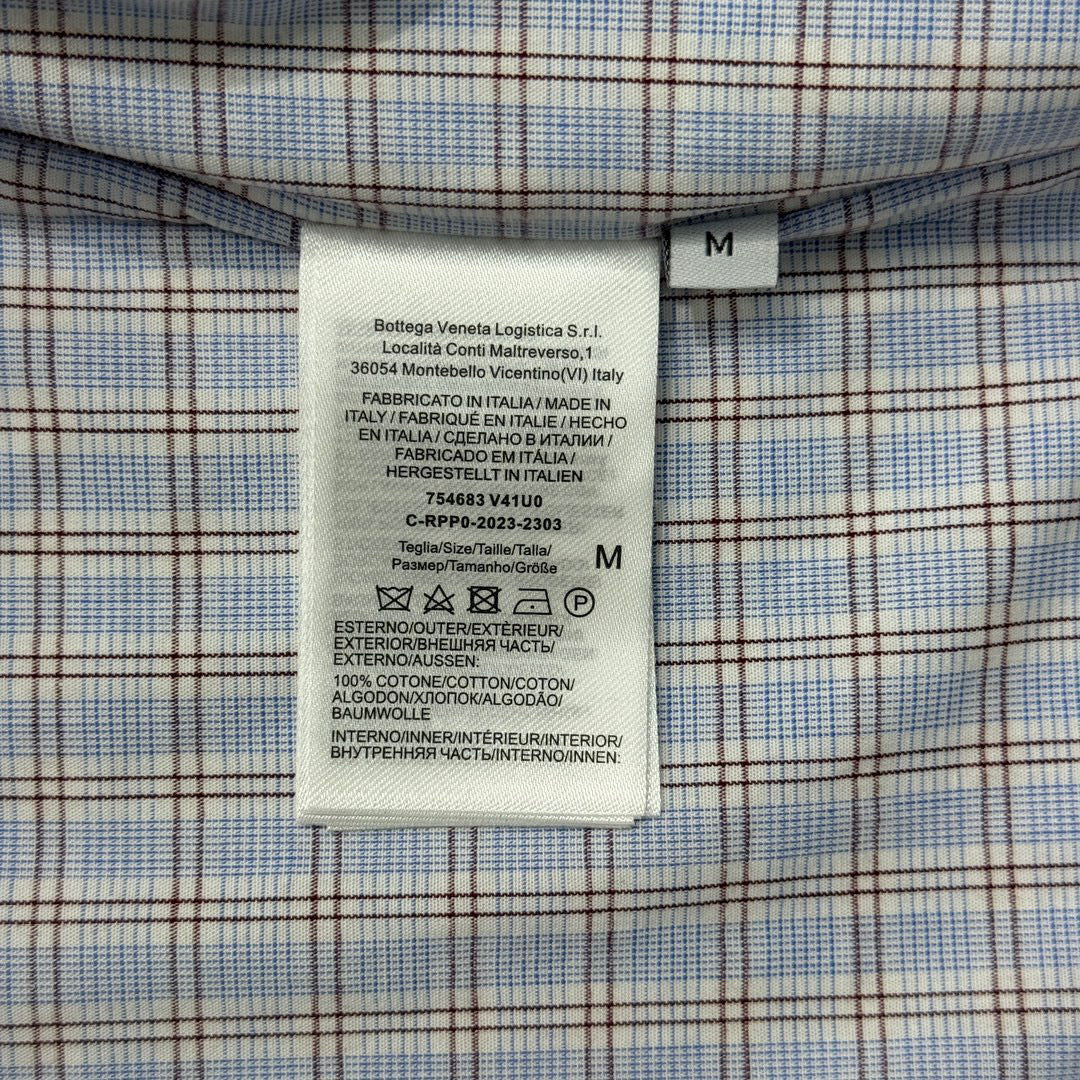 M
Bottega Veneta Logistica S.r.l.
Località Conti Maltreverso,1
36054 Montebello Vicentino(VI) Italy
FABBRICATO IN ITALIA / MADE IN
ITALY / FABRIQUÉ EN ITALIE / HECHO
EN ITALIA / СДЕЛАНО В ИТАЛИИ /
FABRICADO EM ITÁLIA /
HERGESTELLT IN ITALIEN
754683 V41U0
C-RPP0-2023-2303
Teglia/Size/Taille/Talla/
Размер/Tamanho/Größe
M
P
ESTERNO/OUTER/EXTÈRIEUR/
EXTERIOR/ВНЕШНЯЯ ЧАСТЬ/
EXTERNO/AUSSEN:
100% COTONE/COTTON/COTON/
ALGODON/ХЛОПОК/ALGODÃO/
BAUMWOLLE
INTERNO/INNER/INTÉRIEUR/INTERIOR/
ВНУТРЕННЯЯ ЧАСТЬ/INTERNO/INNEN: